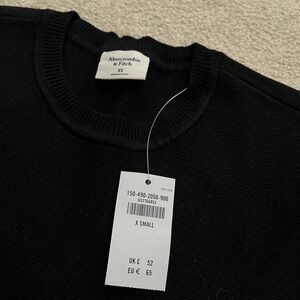 Abercrombie
& Fitch
XS
150-490-2050-900
X SMALL
UK £ 52
EU € 65